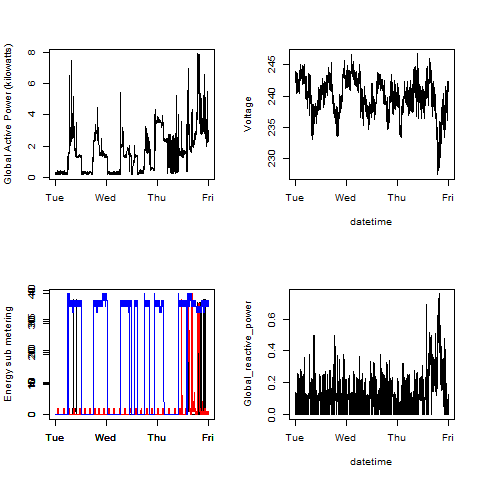 Global Active Power (kilowatts)
8
6
4
2
0
Tue Wed Thu Fri
Voltage
245
240
235
230
Tue Wed Thu Fri
datetime
Energy sub metering
0
Tue Wed Thu Fri
Global_reactive_power
0.6
0.4
0.2
0.0
Tue Wed Thu Fri
datetime